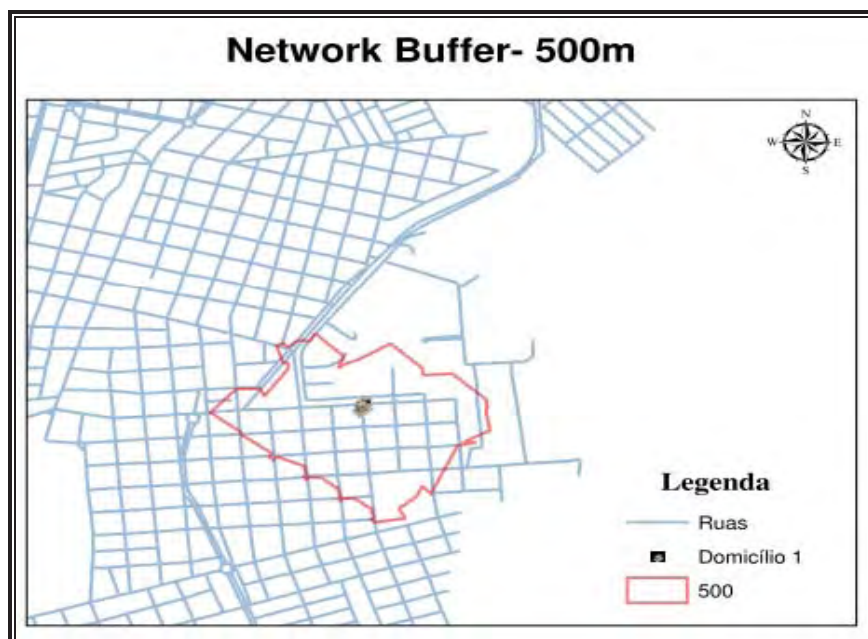 Network Buffer- 500m
N
W E
S
Legenda
Ruas
Domicílio 1
500